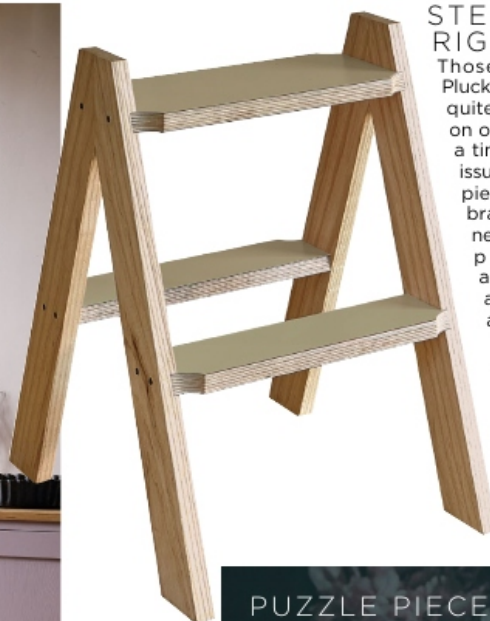 STE
RIG
Those
Pluck
quite
on o
a tin
issu
pie
bra
ne
p
a
a
a
PUZZLE PIECE